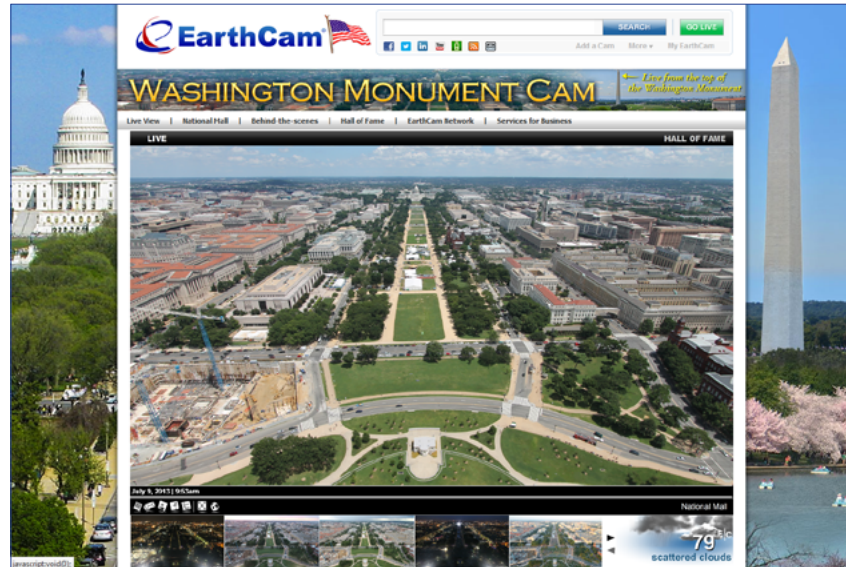 EarthCam
SEARCH
GO LIVE
Add a Cam More My EarthCam
WASHINGTON MONUMENT CAM
Live from the top of
the Washington Monument
Live View | National Mall | Behind-the-scenes | Hall of Fame | EarthCam Network | Services for Business
LIVE
HALL OF FAME
July 9, 2013 | 9:53am
National Mall
79
scattered clouds
javascript:void(0);